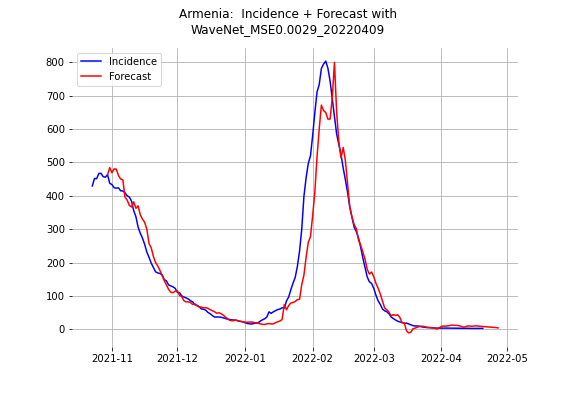 Armenia:  Incidence + Forecast with
WaveNet_MSE0.0029_20220409
Incidence
Forecast
800
700
600
500
400
300
200
100
0
2021-11 2021-12 2022-01 2022-02 2022-03 2022-04 2022-05